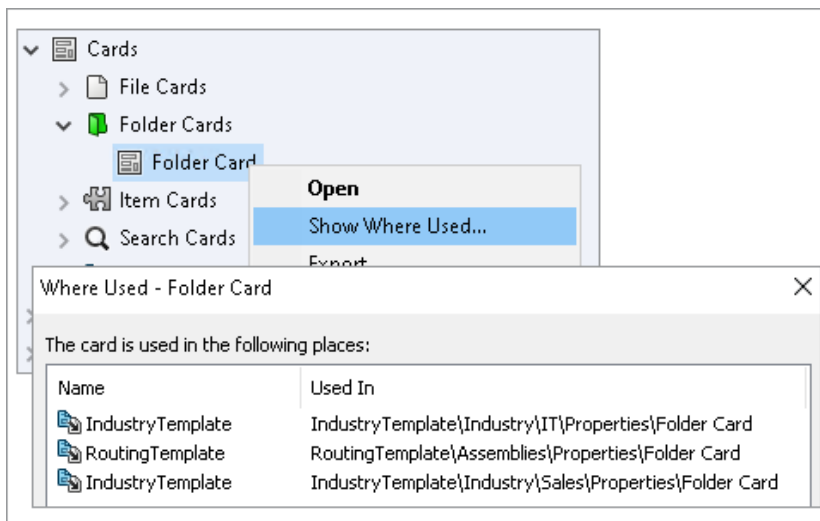 Cards
File Cards
Folder Cards
Folder Card
Item Cards
Search Cards
Open
Show Where Used...
Export
Where Used - Folder Card
The card is used in the following places:
Name Used In
IndustryTemplate IndustryTemplate\Industry\IT\Properties\Folder Card
RoutingTemplate RoutingTemplate\Assemblies\Properties\Folder Card
IndustryTemplate IndustryTemplate\Industry\Sales\Properties\Folder Card